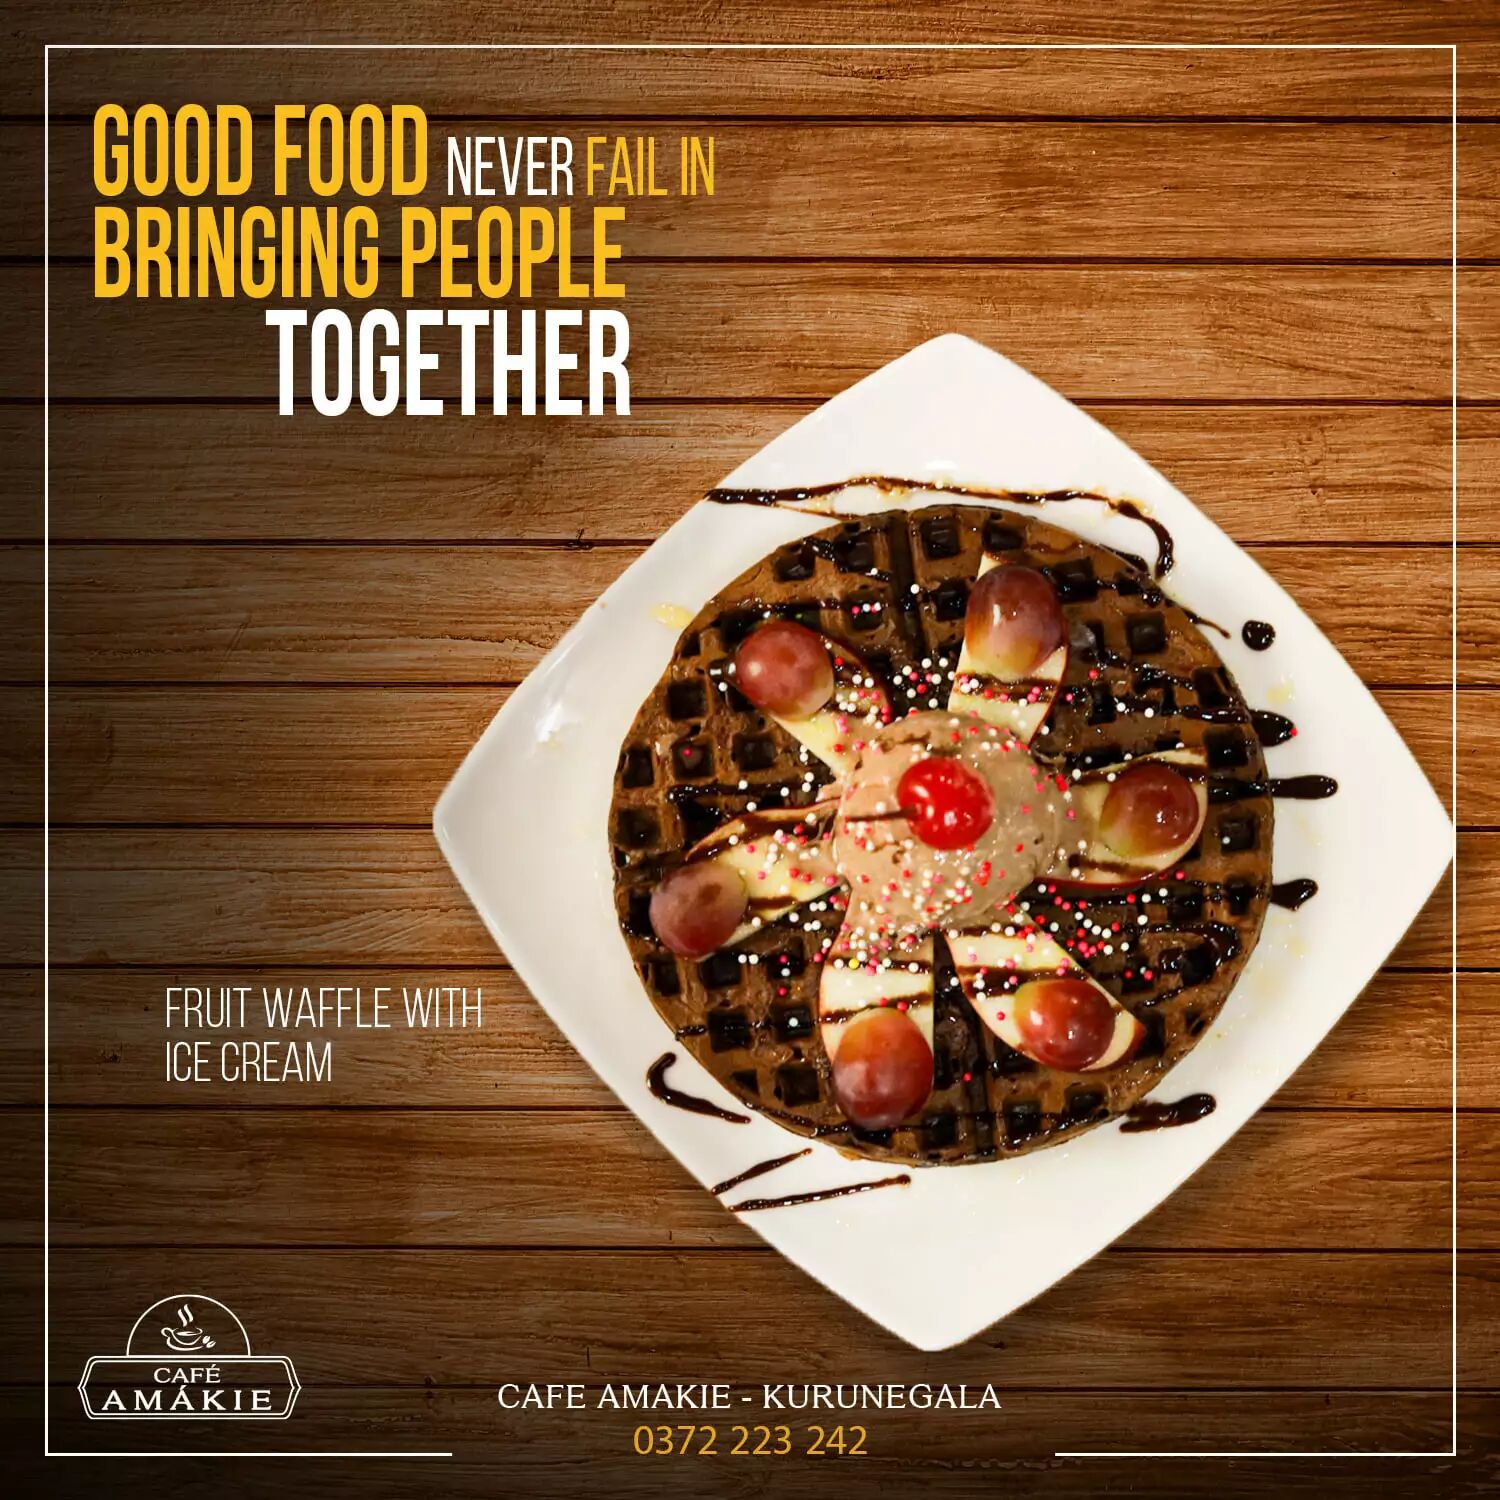 GOOD FOOD NEVER FAIL IN
BRINGING PEOPLE
TOGETHER
FRUIT WAFFLE WITH
ICE CREAM
CAFÉ
AMÁKIE
CAFE AMAKIE - KURUNEGALA
0372 223 242